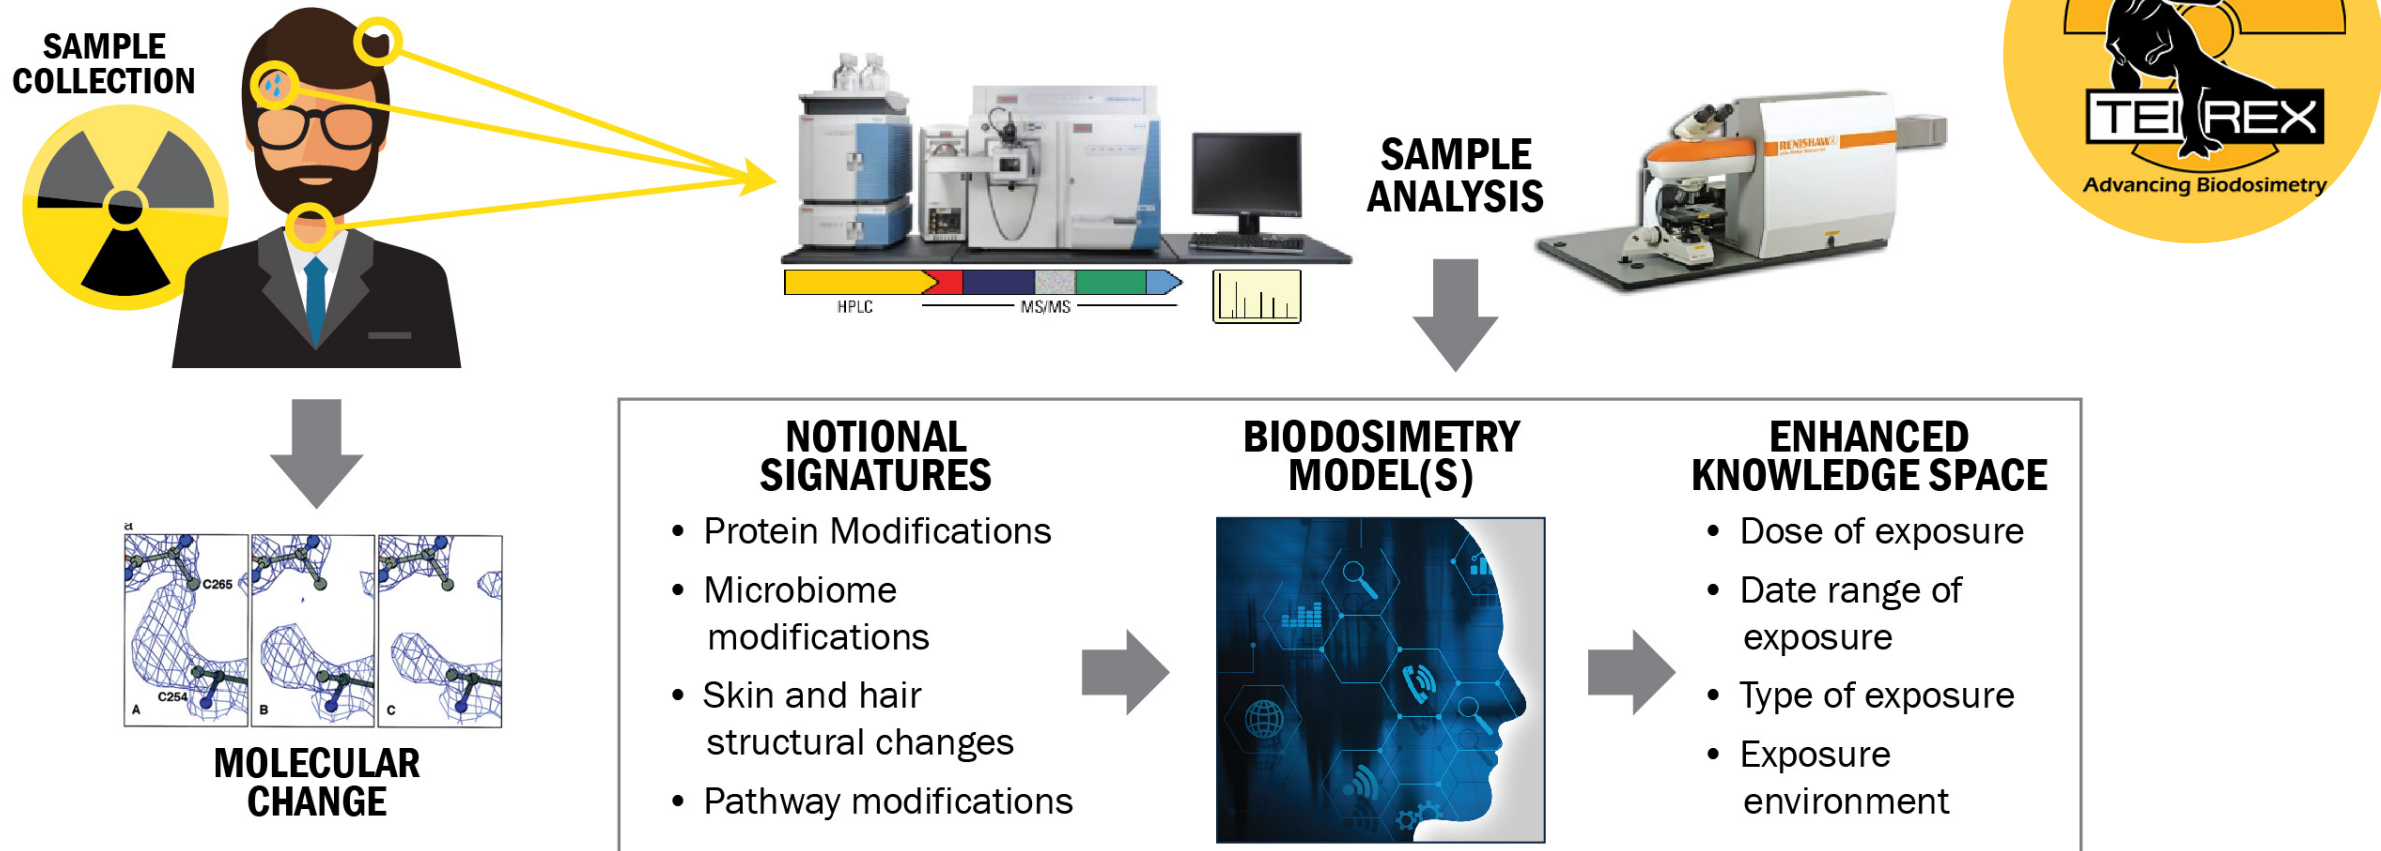 SAMPLE
COLLECTION
HPLC
MS/MS
SAMPLE
ANALYSIS
RENISHAW
TEI REX
Advancing Biodosimetry
a
C265
C254
A
B
C
MOLECULAR
CHANGE
NOTIONAL
SIGNATURES
• Protein Modifications
• Microbiome
modifications
• Skin and hair
structural changes
• Pathway modifications
BIODOSIMETRY
MODEL(S)
ENHANCED
KNOWLEDGE SPACE
• Dose of exposure
• Date range of
exposure
• Type of exposure
• Exposure
environment